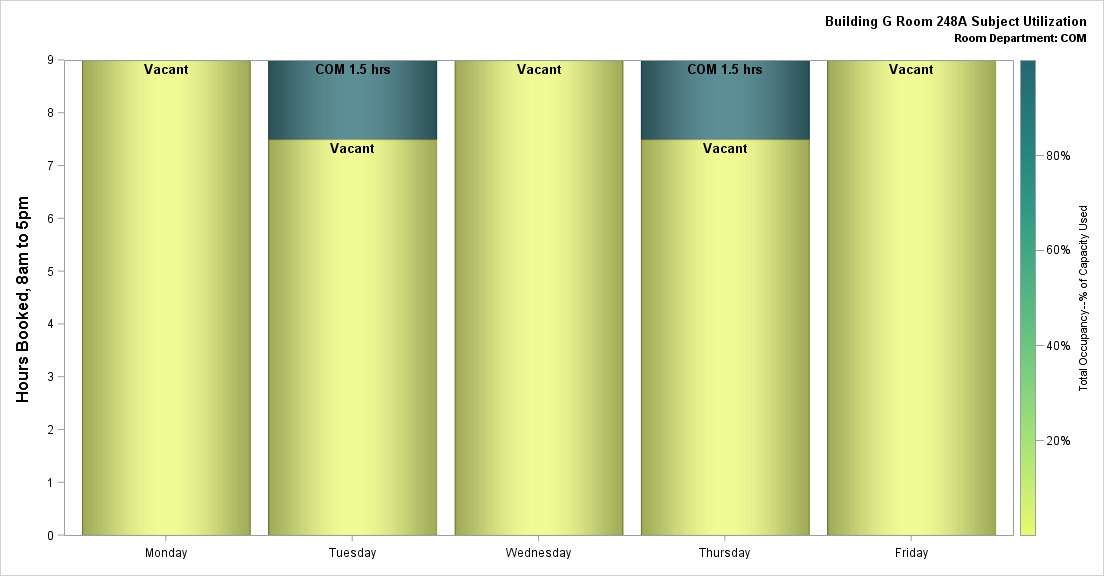 Building G Room 248A Subject Utilization
Room Department: COM
Hours Booked, 8am to 5pm
9
8
7
6
5
4
3
2
1
0
Vacant
COM 1.5 hrs
Vacant
Vacant
COM 1.5 hrs
Vacant
Vacant
Monday
Tuesday
Wednesday
Thursday
Friday
80%
60%
40%
20%
Total Occupancy--% of Capacity Used